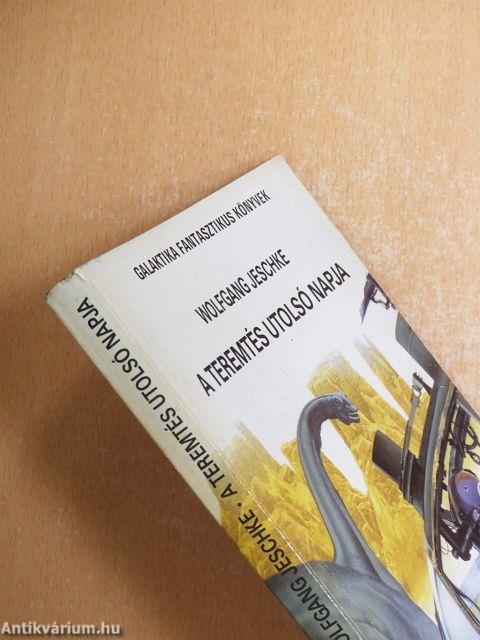 GALAKTIKA FANTASZTIKUS KÖNYVEK
WOLFGANG JESCHKE
A TEREMTÉS UTOLSÓ NAPJA
WOLFGANG JESCHKE • A TEREMTÉS UTOLSÓ NAPJA
Antikvárium.hu